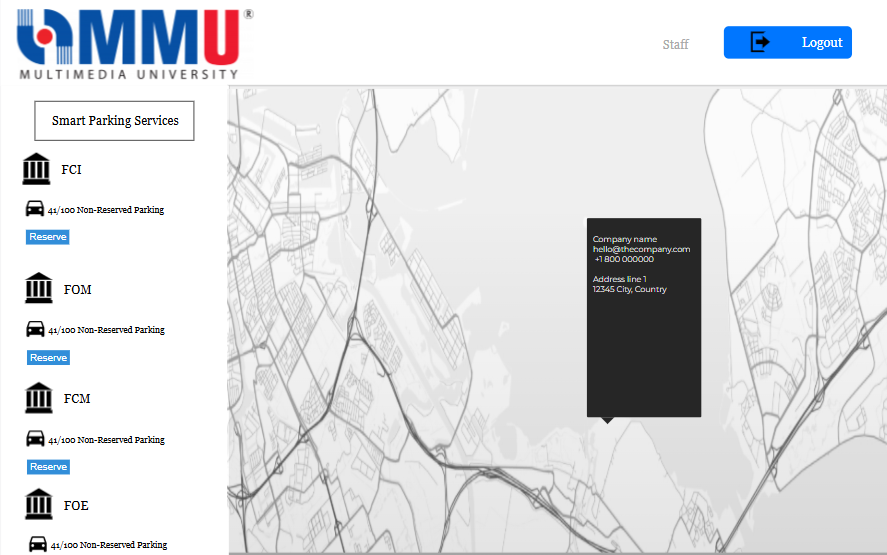 MMU®
MULTIMEDIA UNIVERSITY
Staff
Logout
Smart Parking Services
FCI
41/100 Non-Reserved Parking
Reserve
FOM
41/100 Non-Reserved Parking
Reserve
FCM
41/100 Non-Reserved Parking
Reserve
FOE
41/100 Non-Reserved Parking
Company name
hello@thecompany.com
+1 800 000000
Address line 1
12345 City, Country